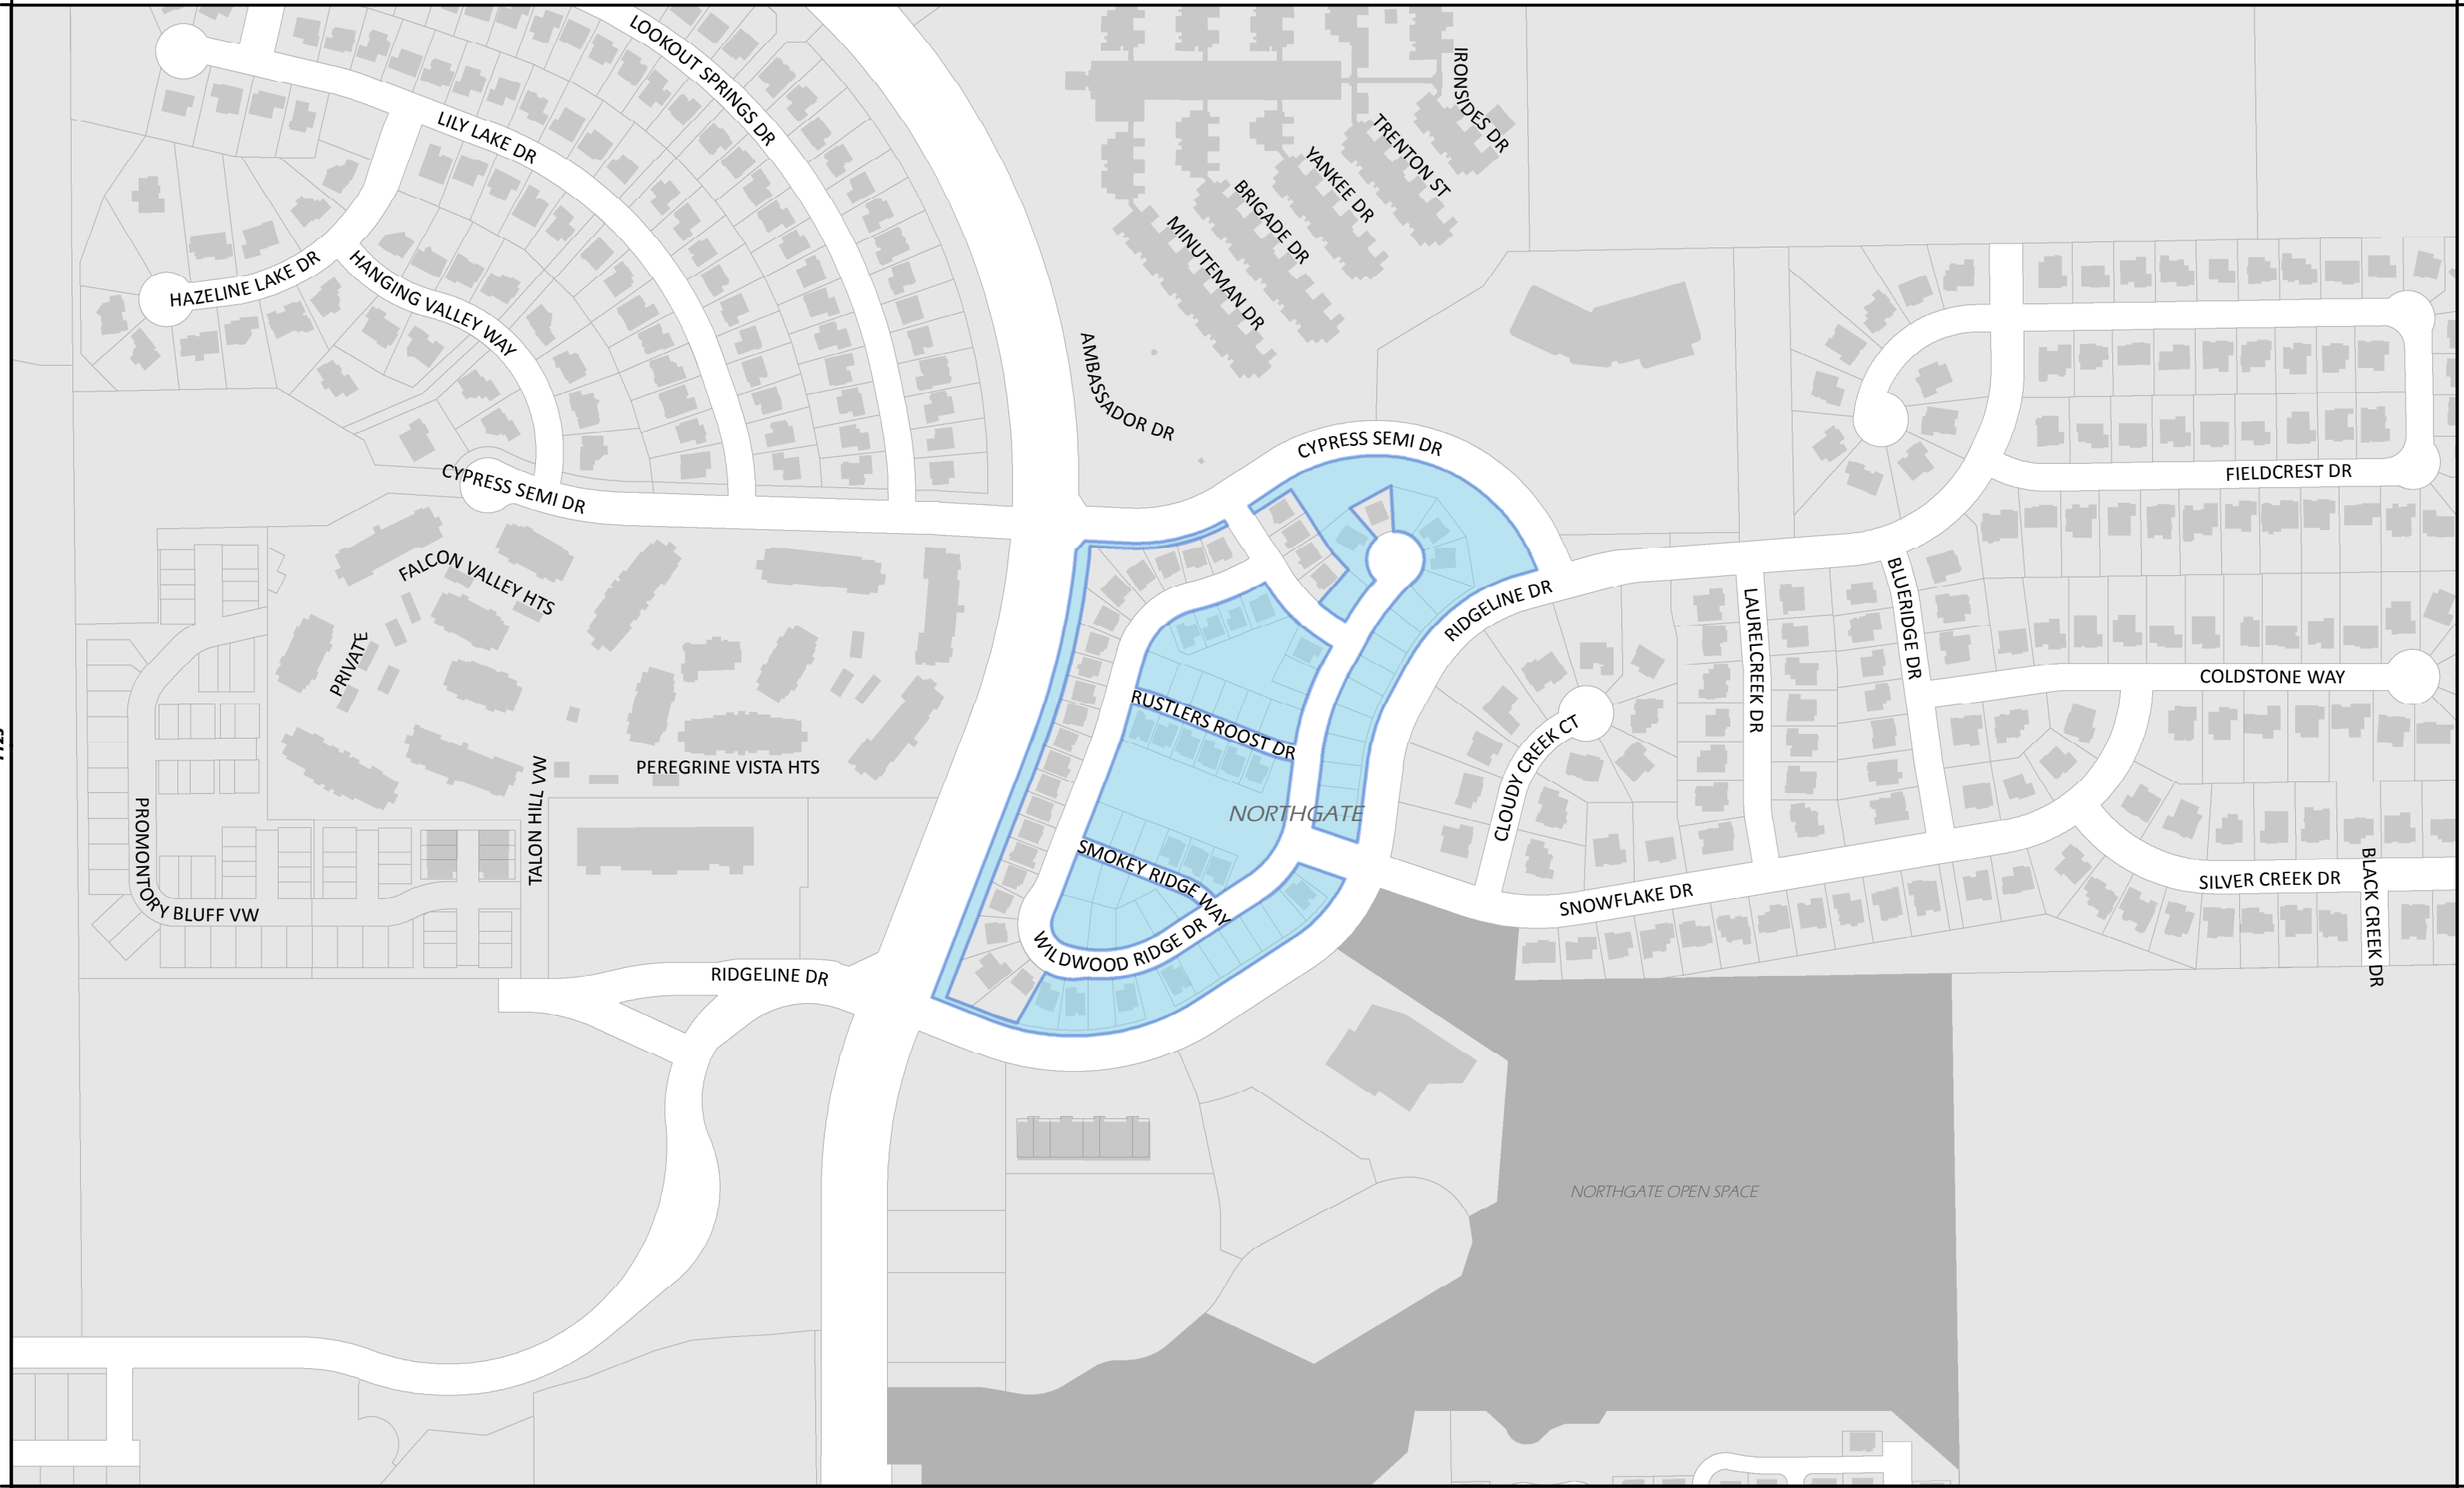 LOOKOUT SPRINGS DR
IRONSIDES DR
LILY LAKE DR
TRENTON ST
YANKEE DR
BRIGADE DR
MINUTEMAN DR
HAZELINE LAKE DR
HANGING VALLEY WAY
AMBASSADOR DR
CYPRESS SEMI DR
CYPRESS SEMI DR
FIELDCREST DR
FALCON VALLEY HTS
RIDGELINE DR
LAURELCREEK DR
BLUERIDGE DR
PRIVATE
COLDSTONE WAY
RUSTLERS ROOST DR
CLOUDY CREEK CT
PEREGRINE VISTA HTS
TALON HILL VW
NORTHGATE
PROMONTORY BLUFF VW
SMOKEY RIDGE WAY
SNOWFLAKE DR
SILVER CREEK DR
BLACK CREEK DR
WILDWOOD RIDGE DR
RIDGELINE DR
NORTHGATE OPEN SPACE